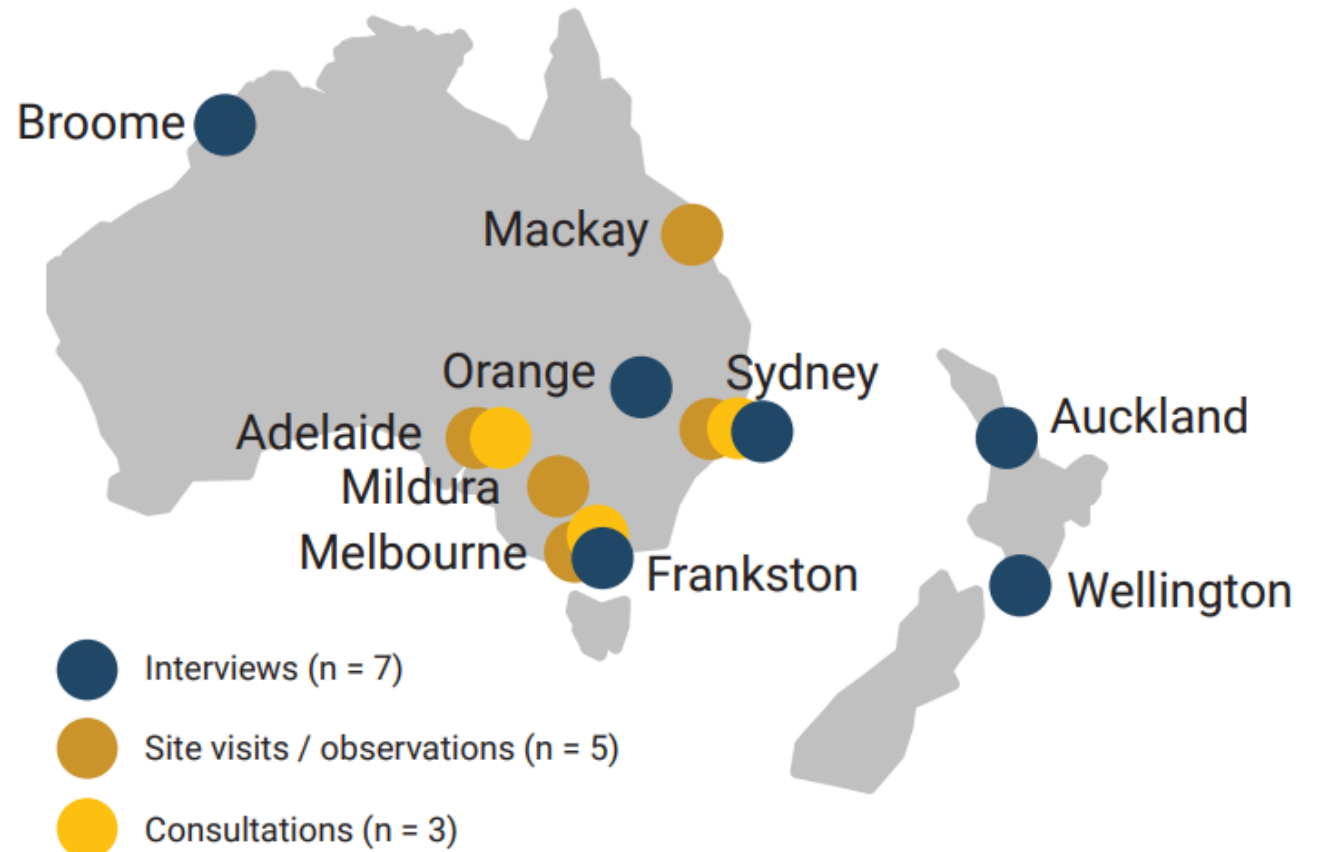 Broome
Mackay
Orange
Sydney
Adelaide
Auckland
Mildura
Melbourne
Frankston
Wellington
Interviews (n = 7)
Site visits / observations (n = 5)
Consultations (n = 3)